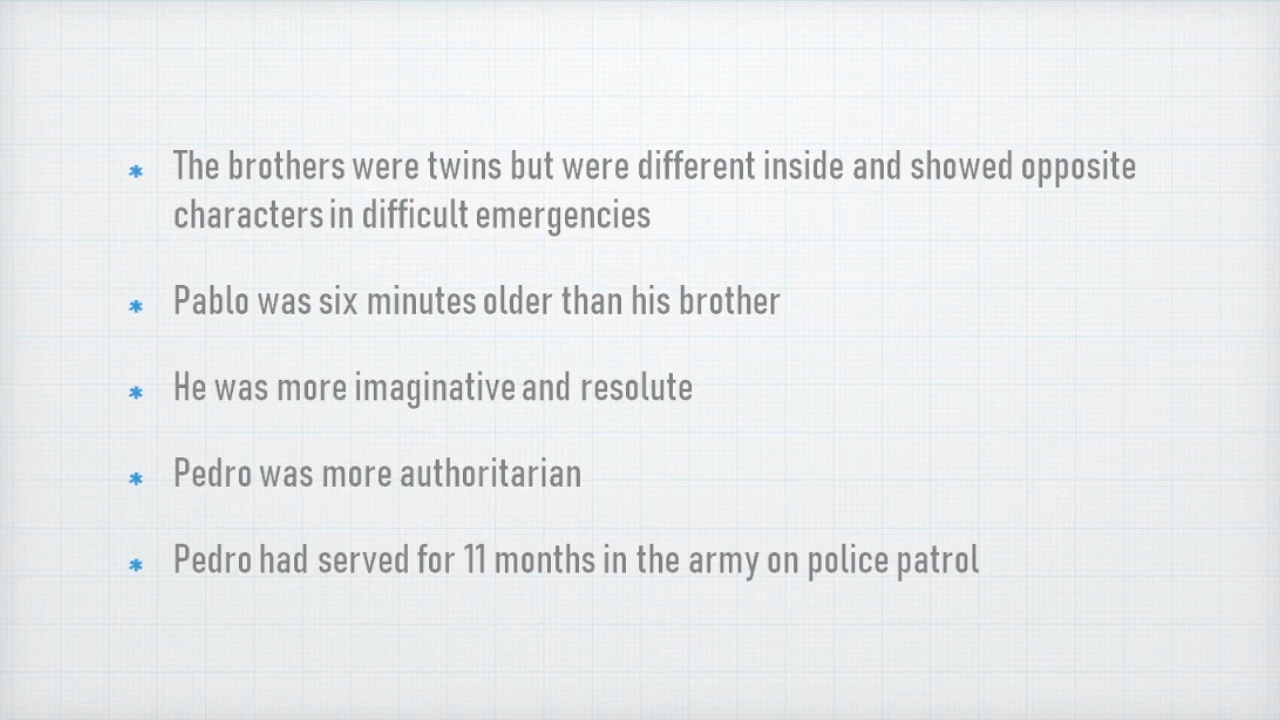 * The brothers were twins but were different inside and showed opposite
characters in difficult emergencies
* Pablo was six minutes older than his brother
* He was more imaginative and resolute
* Pedro was more authoritarian
* Pedro had served for 11 months in the army on police patrol